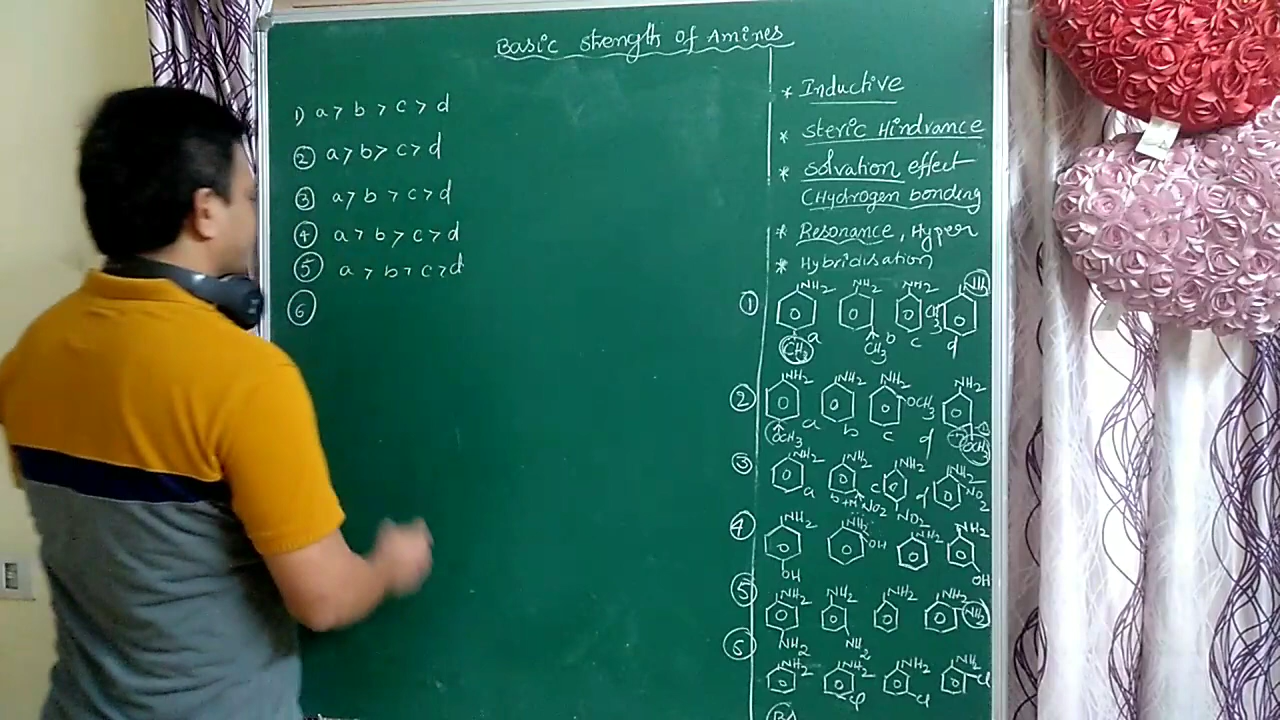 Basic strength of Amines
1) a > b > c > d
② a > b > c > d
③ a > b > c > d
④ a > b > c > d
⑤ a > b > c > d
⑥
* Inductive
* steric Hindrance
* solvation effect
(Hydrogen bonding
* Resonance, Hyper
* Hybridisation
① NH2 NH2 NH2 NH2
CH3
a b c d
CH3 CH3
② NH2 NH2 NH2 NH2
OCH3
a b c d
OCH3 OCH3
③ NH2 NH2 NH2 NH2
a b c d NO2
NO2 NO2
④ NH2 NH2 NH2 NH2
OH
OH OH
⑤ NH2 NH2 NH2 NH2 NH2
NH2 NH2
⑥ NH2 NH2 NH2 NH2
Cl Cl Cl